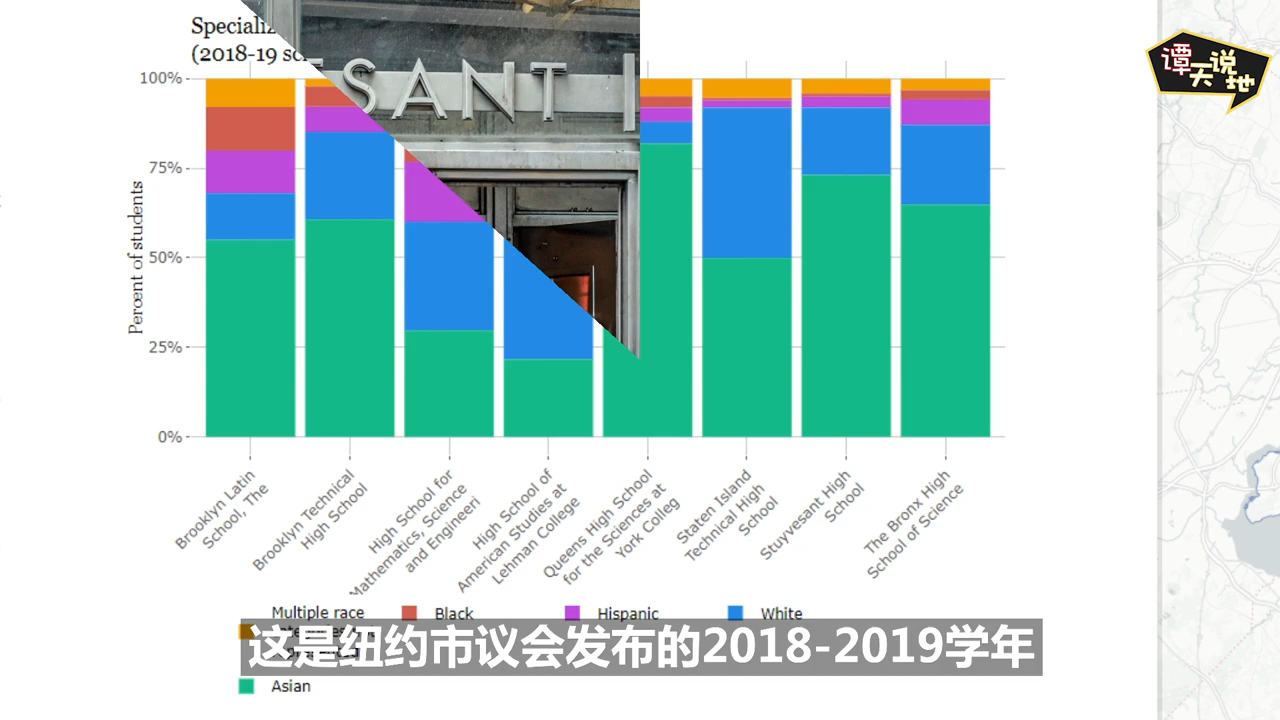 Specializ
(2018-19 sc
SANT
谭天说地
100%
75%
50%
25%
0%
Percent of students
Brooklyn Latin
School, The
Brooklyn Technical
High School
High School for
Mathematics, Science
and Engineeri
High School of
American Studies at
Lehman College
Queens High School
for the Sciences at
York Colleg
Staten Island
Technical High
School
Stuyvesant High
School
The Bronx High
School of Science
Multiple race
Black
Hispanic
White
这是纽约市议会发布的2018-2019学年
Asian